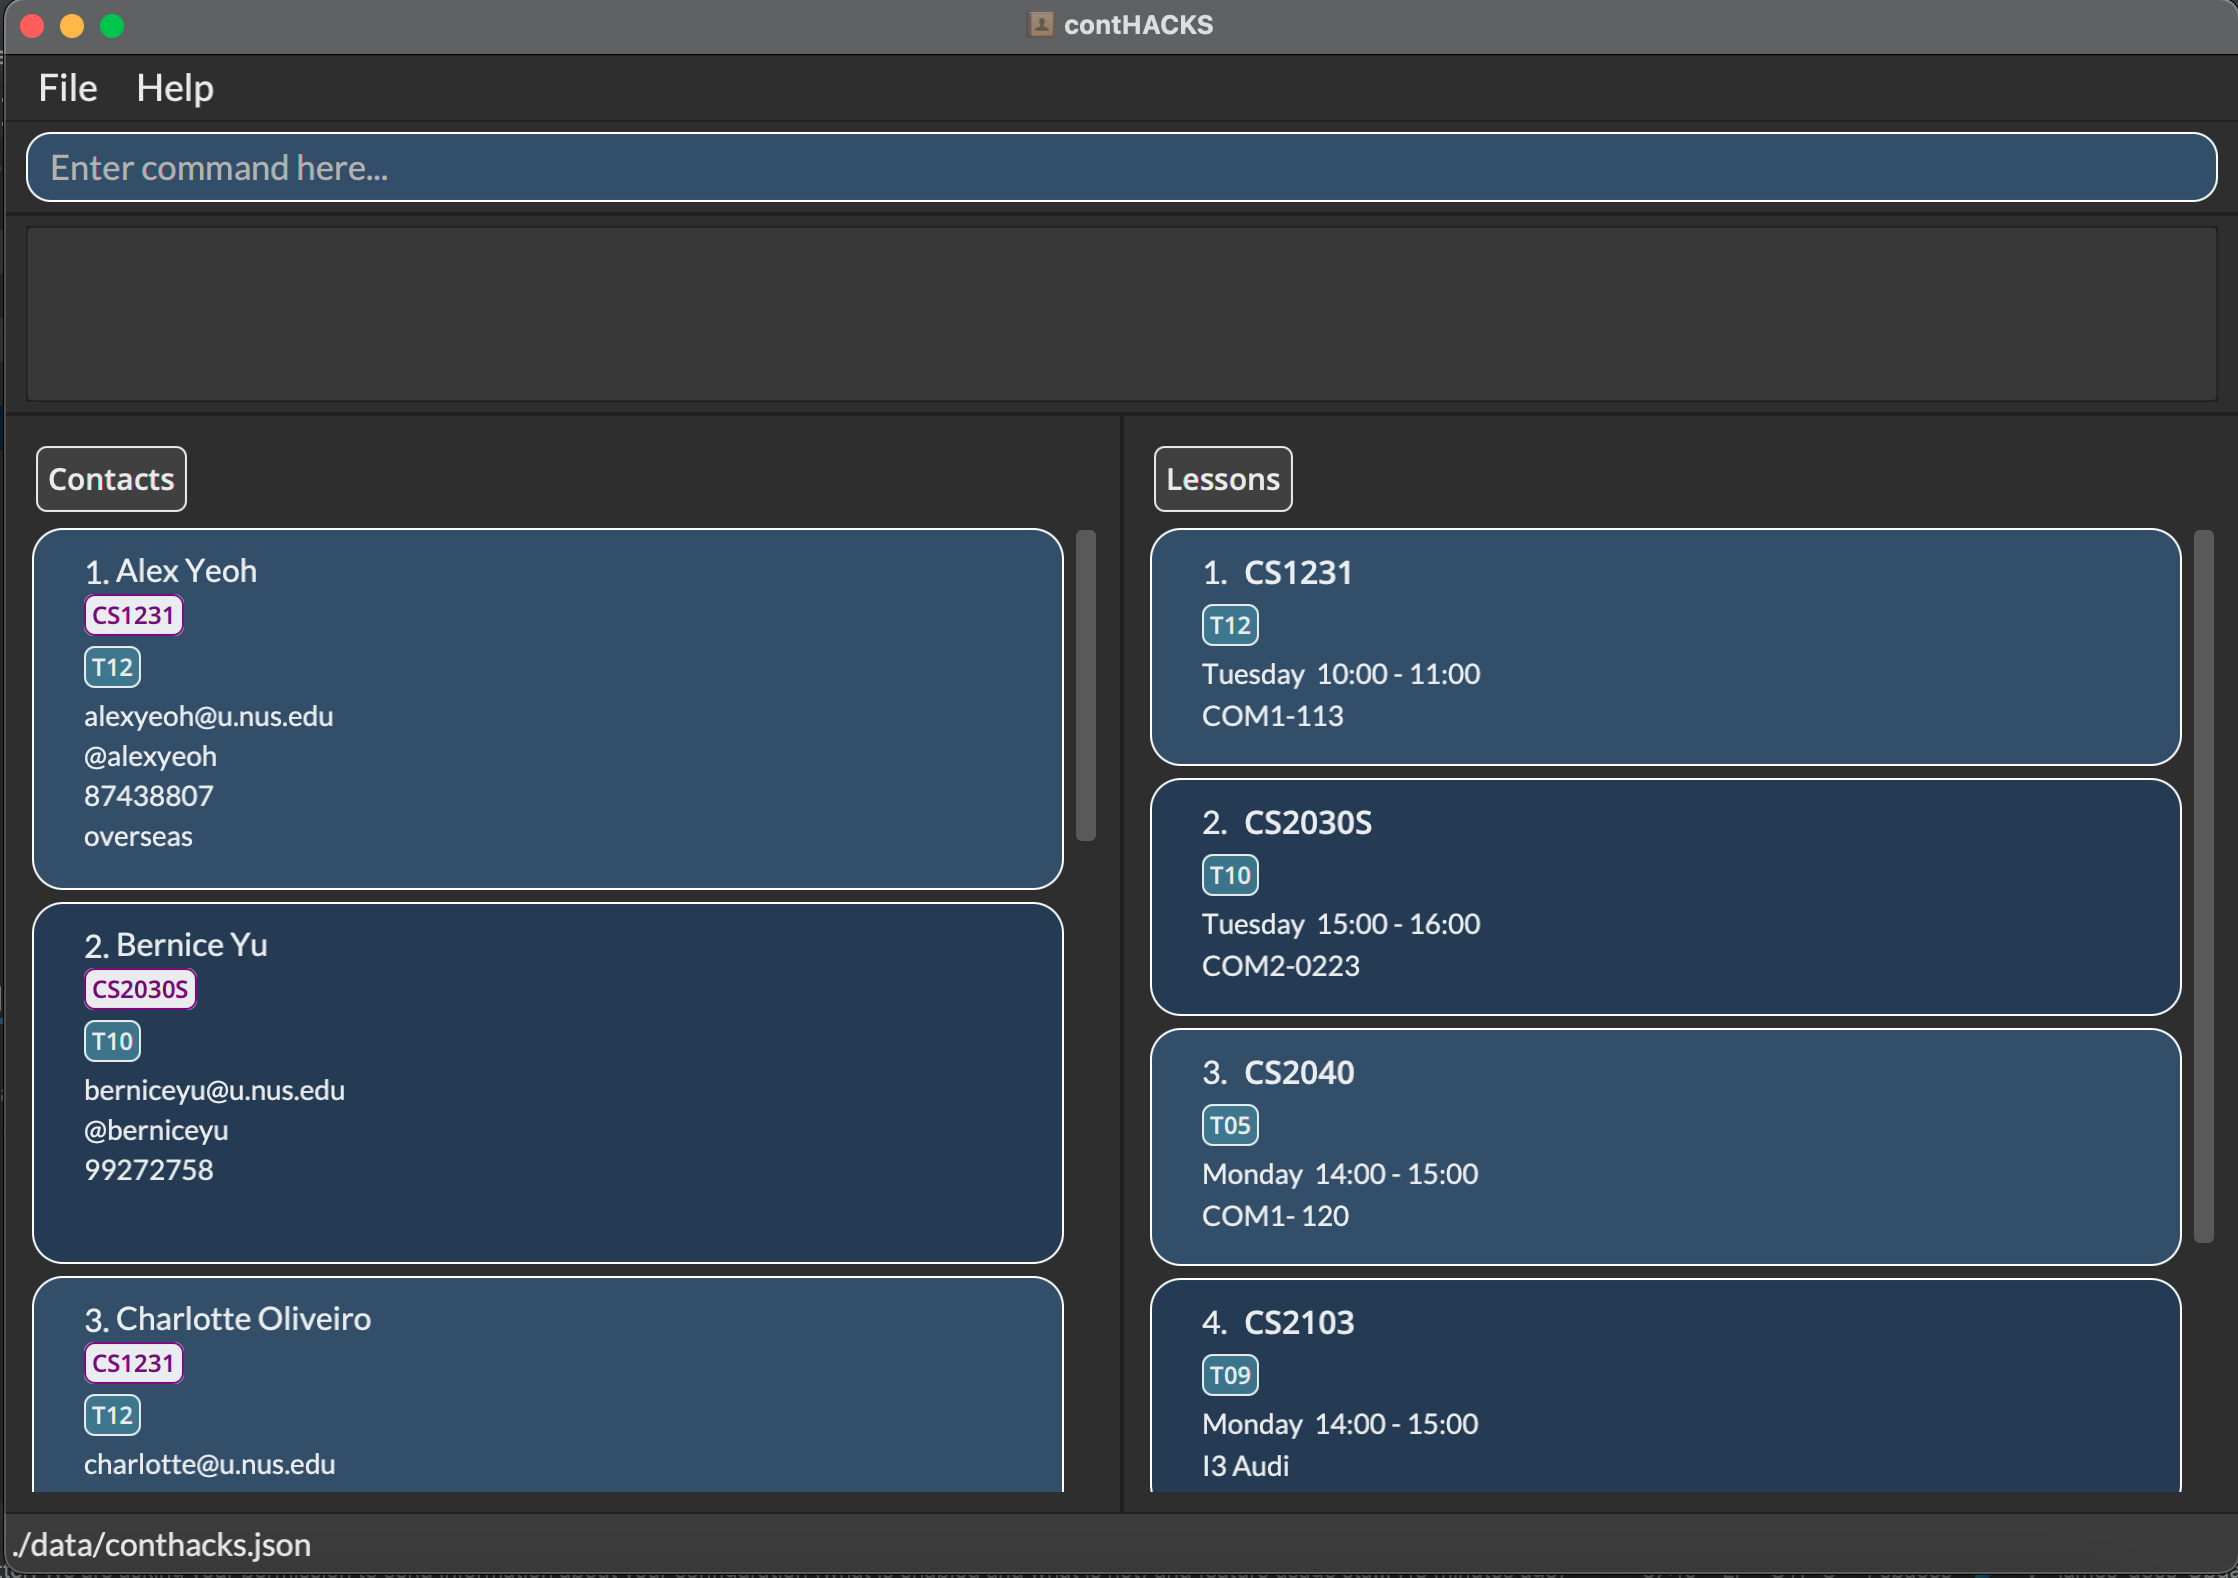 contHACKS
File Help
Enter command here...
Contacts
1. Alex Yeoh
CS1231
T12
alexyeoh@u.nus.edu
@alexyeoh
87438807
overseas
2. Bernice Yu
CS2030S
T10
berniceyu@u.nus.edu
@berniceyu
99272758
3. Charlotte Oliveiro
CS1231
T12
charlotte@u.nus.edu
Lessons
1. CS1231
T12
Tuesday 10:00 - 11:00
COM1-113
2. CS2030S
T10
Tuesday 15:00 - 16:00
COM2-0223
3. CS2040
T05
Monday 14:00 - 15:00
COM1- 120
4. CS2103
T09
Monday 14:00 - 15:00
I3 Audi
./data/conthacks.json